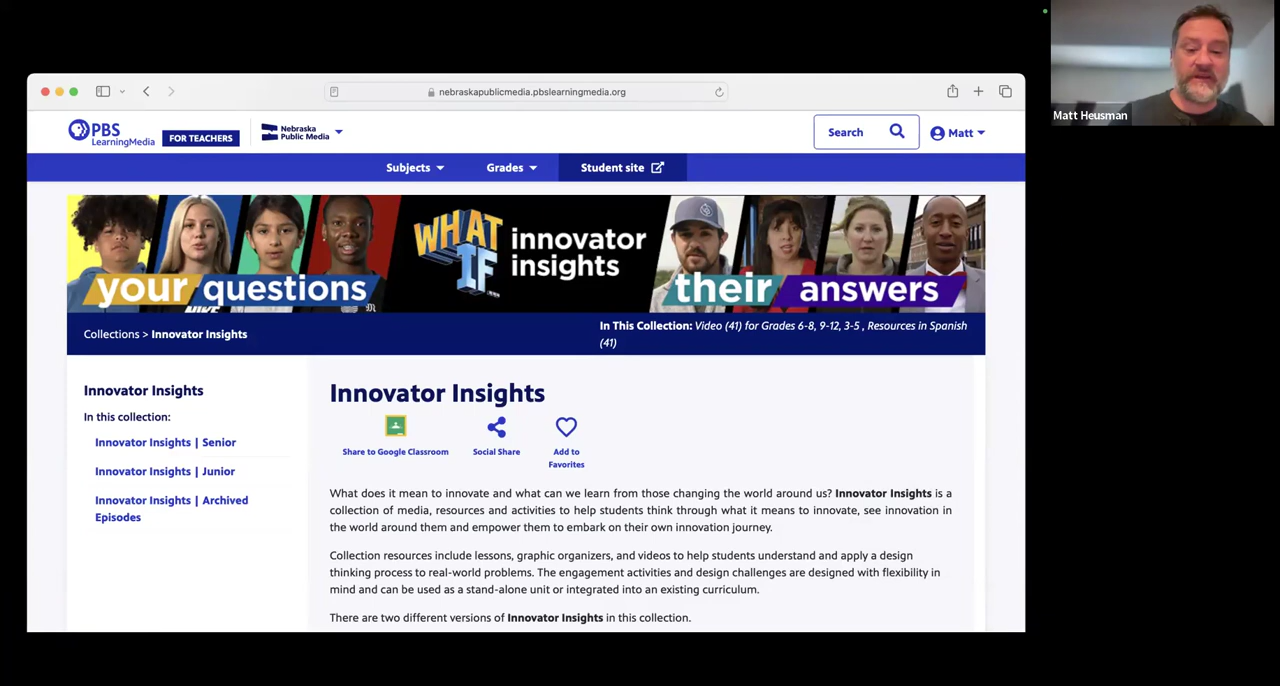 Matt Heusman
nebraskapublicmedia.pbslearningmedia.org
PBS
LearningMedia
FOR TEACHERS
Nebraska
Public Media
Search
Matt
Subjects
Grades
Student site
WHAT
IF...
innovator
insights
your questions
their answers
Collections > Innovator Insights
In This Collection: Video (41) for Grades 6-8, 9-12, 3-5 , Resources in Spanish
(41)
Innovator Insights
In this collection:
Innovator Insights | Senior
Innovator Insights | Junior
Innovator Insights | Archived
Episodes
Innovator Insights
Share to Google Classroom
Social Share
Add to
Favorites
What does it mean to innovate and what can we learn from those changing the world around us? Innovator Insights is a
collection of media, resources and activities to help students think through what it means to innovate, see innovation in
the world around them and empower them to embark on their own innovation journey.
Collection resources include lessons, graphic organizers, and videos to help students understand and apply a design
thinking process to real-world problems. The engagement activities and design challenges are designed with flexibility in
mind and can be used as a stand-alone unit or integrated into an existing curriculum.
There are two different versions of Innovator Insights in this collection.